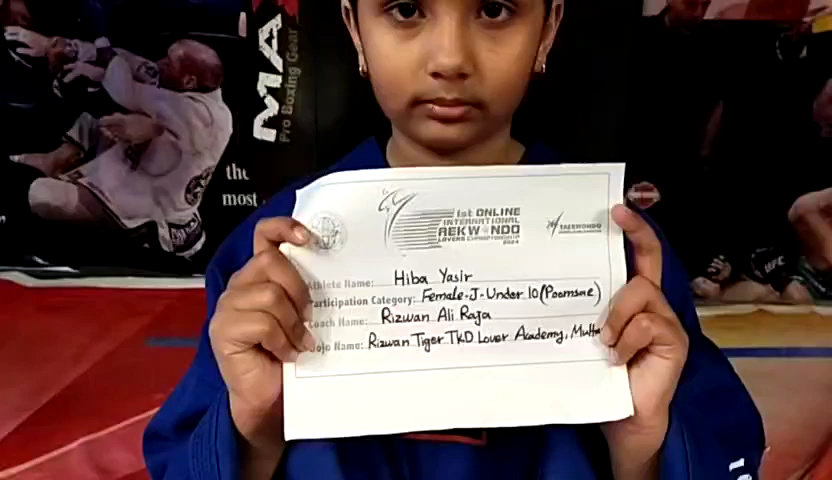 MA
Pro Boxing Gear
the
most
1st ONLINE
INTERNATIONAL
TAEKWONDO
LOVERS CHAMPIONSHIP
2024
TAEKWONDO
Athlete Name: Hiba Yasir
Participation Category: Female-J-Under 10 (Poomsae)
Coach Name: Rizwan Ali Raja
Dojo Name: Rizwan Tiger TKD Lover Academy, Multa
UFC